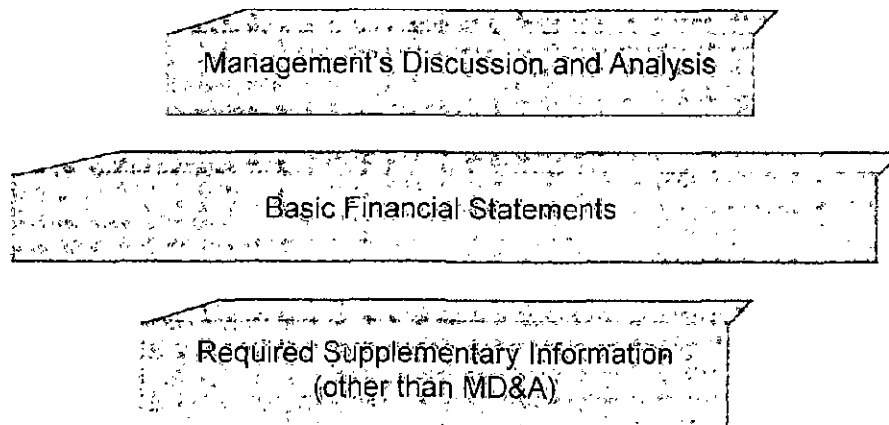 Management's Discussion and Analysis
Basic Financial Statements
Required Supplementary Information
(other than MD&A)